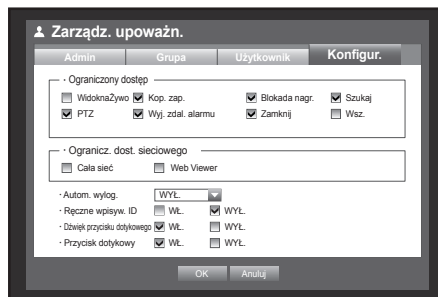 Zarządz. upoważn.
Admin Grupa Użytkownik Konfigur.
· Ograniczony dostęp
WidoknaŻywo Kop. zap. Blokada nagr. Szukaj
PTZ Wyj. zdal. alarmu Zamknij Wsz.
· Ogranicz. dost. sieciowego
Cała sieć Web Viewer
· Autom. wylog. WYŁ.
· Ręczne wpisyw. ID WŁ. WYŁ.
· Dźwięk przycisku dotykowego WŁ. WYŁ.
· Przycisk dotykowy WŁ. WYŁ.
OK Anuluj